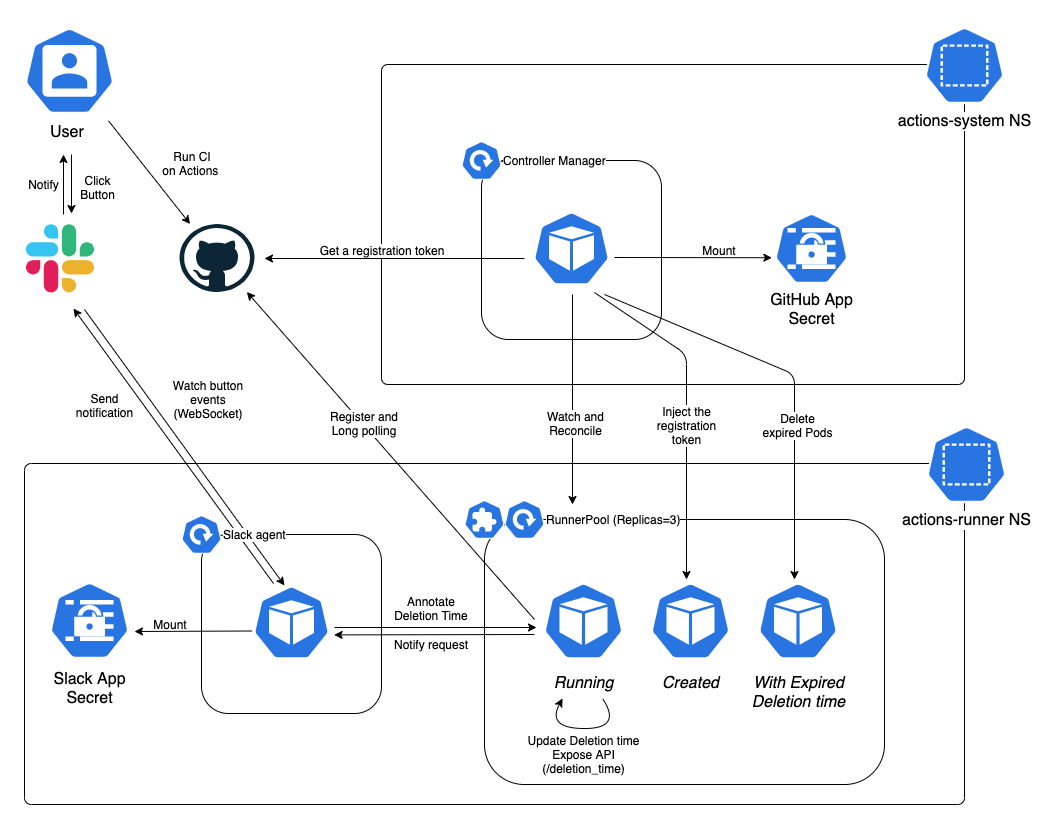 User
actions-system NS
Run CI
on Actions
Controller Manager
Notify
Click
Button
Get a registration token
Mount
GitHub App
Secret
Send
notification
Watch button
events
(WebSocket)
Register and
Long polling
Watch and
Reconcile
Inject the
registration
token
Delete
expired Pods
actions-runner NS
RunnerPool (Replicas=3)
Slack agent
Annotate
Deletion Time
Mount
Notify request
Slack App
Secret
Running
Created
With Expired
Deletion time
Update Deletion time
Expose API
(/deletion_time)